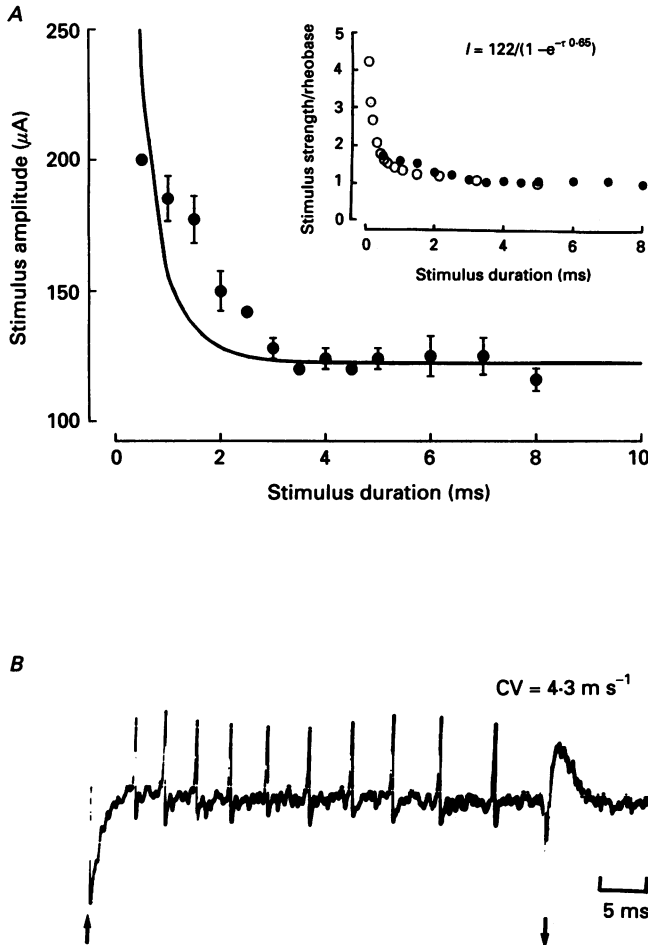 A
250
200
150
100
Stimulus amplitude (μA)
0 2 4 6 8 10
Stimulus duration (ms)
5
4
3
2
1
0
Stimulus strength/rheobase
I = 122/(1 –e^–τ 0·65)
0 2 4 6 8
Stimulus duration (ms)
B
CV = 4·3 m s⁻¹
5 ms